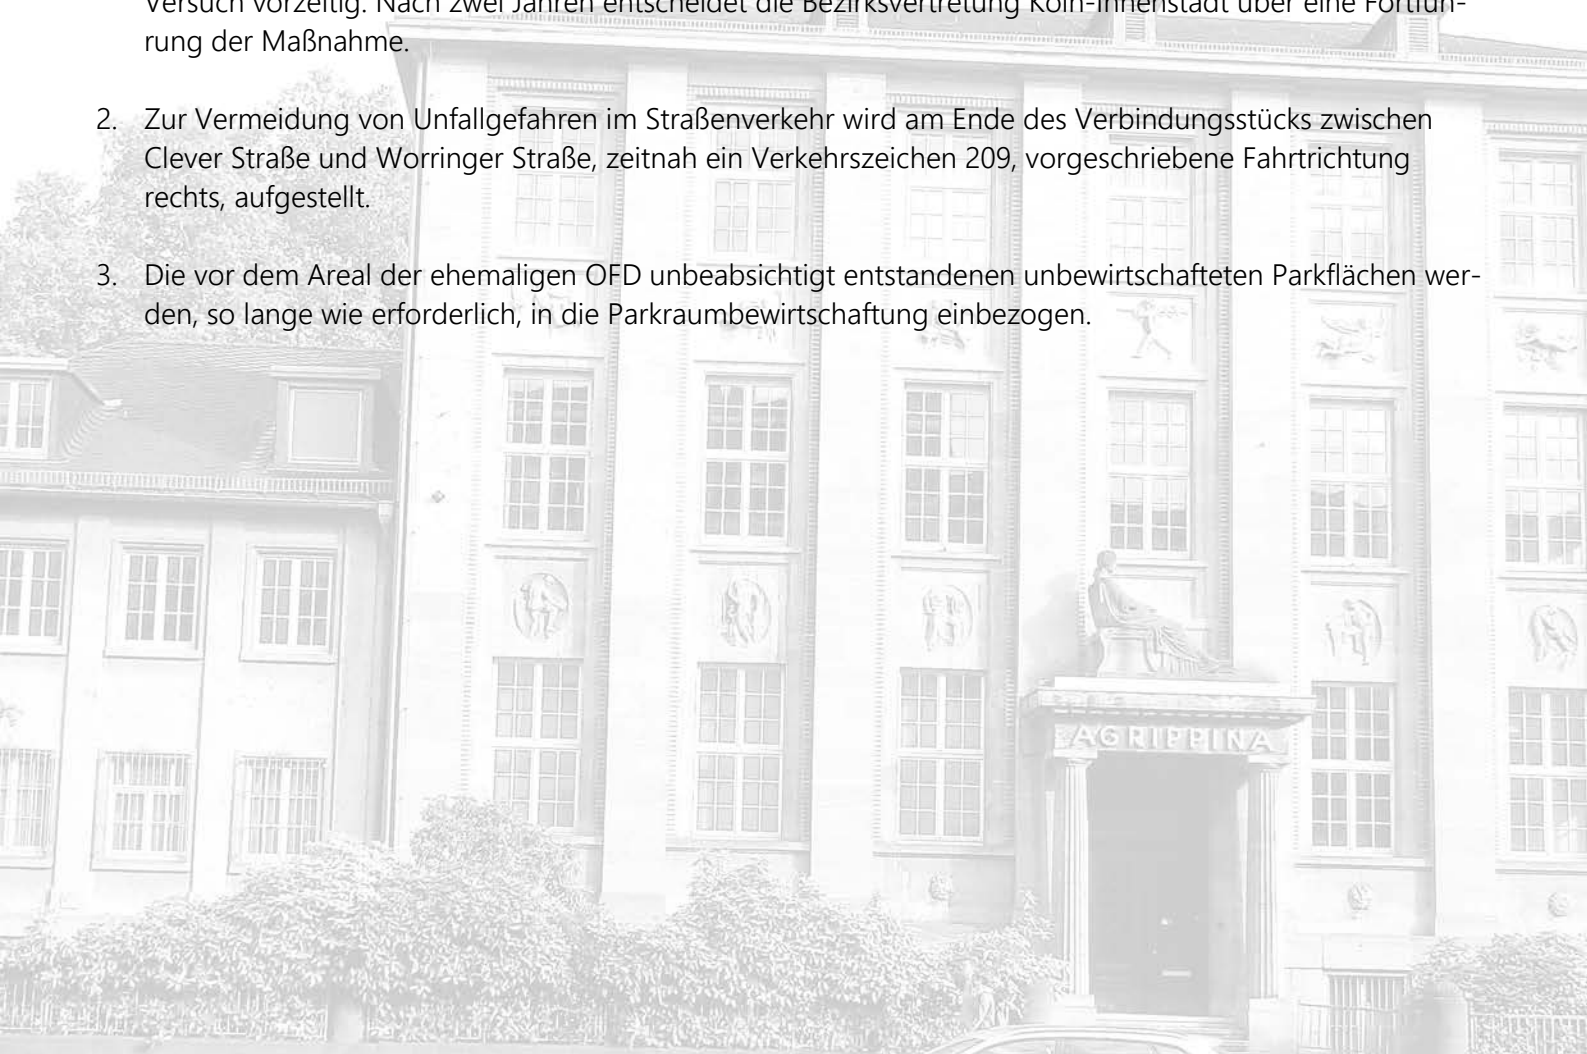 Versuch vorzeitig. Nach zwei Jahren entscheidet die Bezirksvertretung Köln-Innenstadt über eine Fortfüh-
rung der Maßnahme.
2. Zur Vermeidung von Unfallgefahren im Straßenverkehr wird am Ende des Verbindungsstücks zwischen
Clever Straße und Worringer Straße, zeitnah ein Verkehrszeichen 209, vorgeschriebene Fahrtrichtung
rechts, aufgestellt.
3. Die vor dem Areal der ehemaligen OFD unbeabsichtigt entstandenen unbewirtschafteten Parkflächen wer-
den, so lange wie erforderlich, in die Parkraumbewirtschaftung einbezogen.
AGRIPPINA